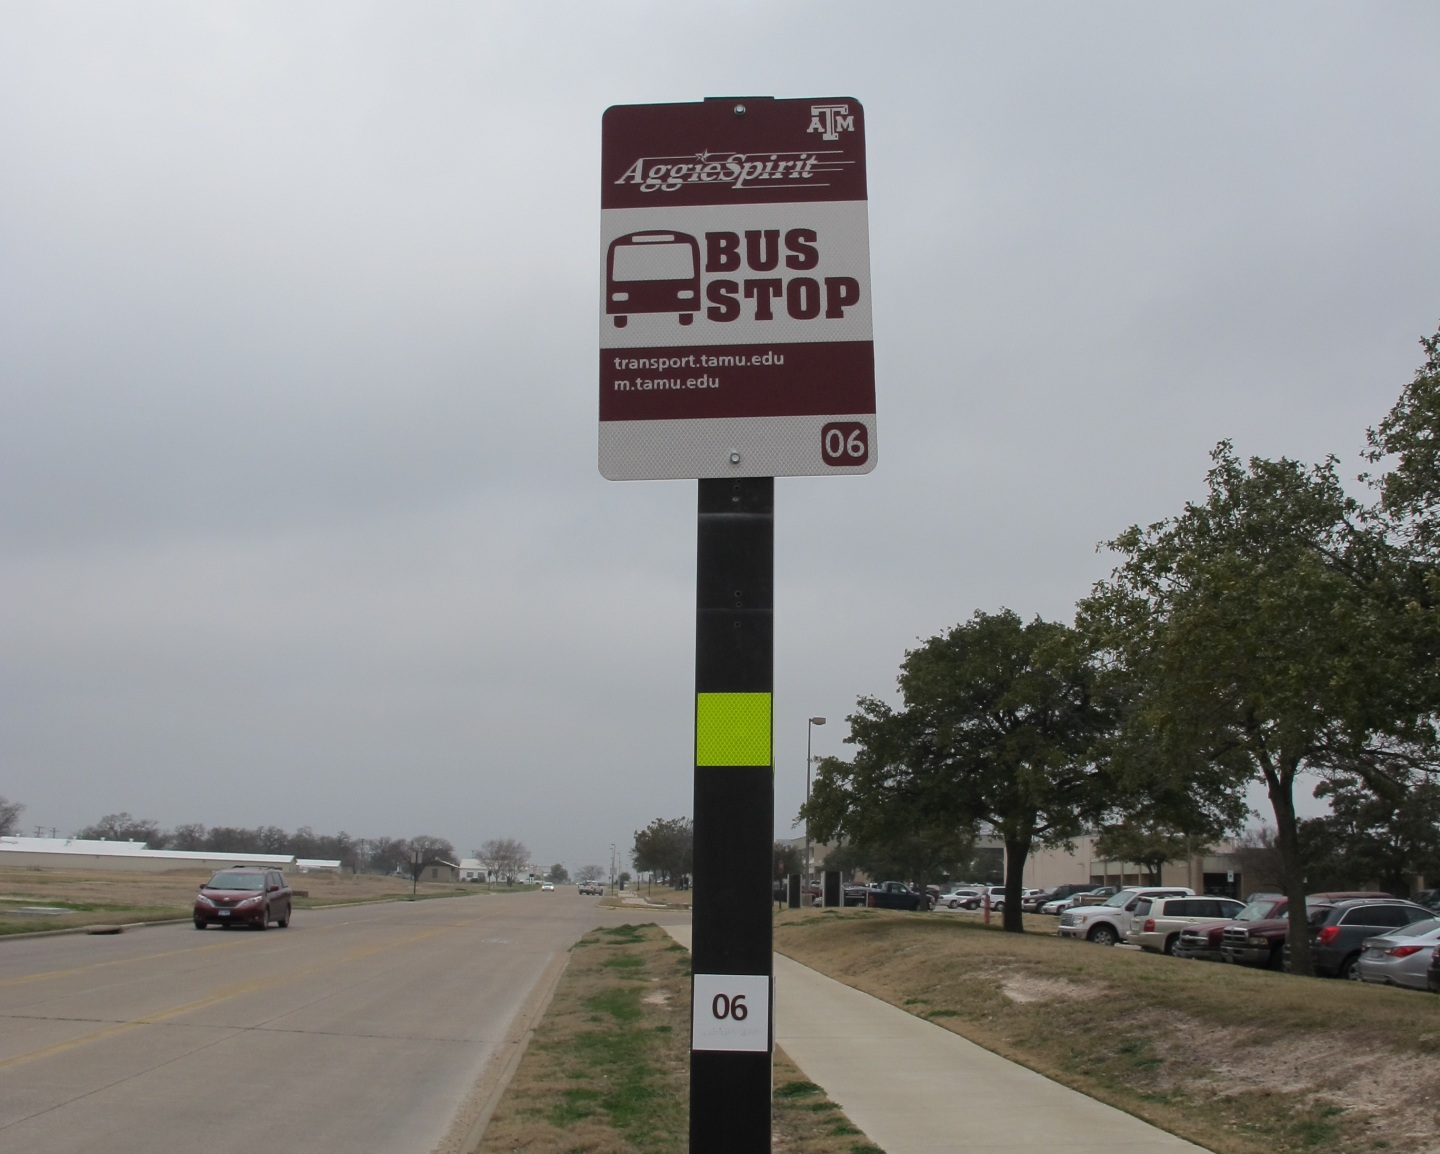 ATM
AggieSpirit
BUS
STOP
transport.tamu.edu
m.tamu.edu
06
06